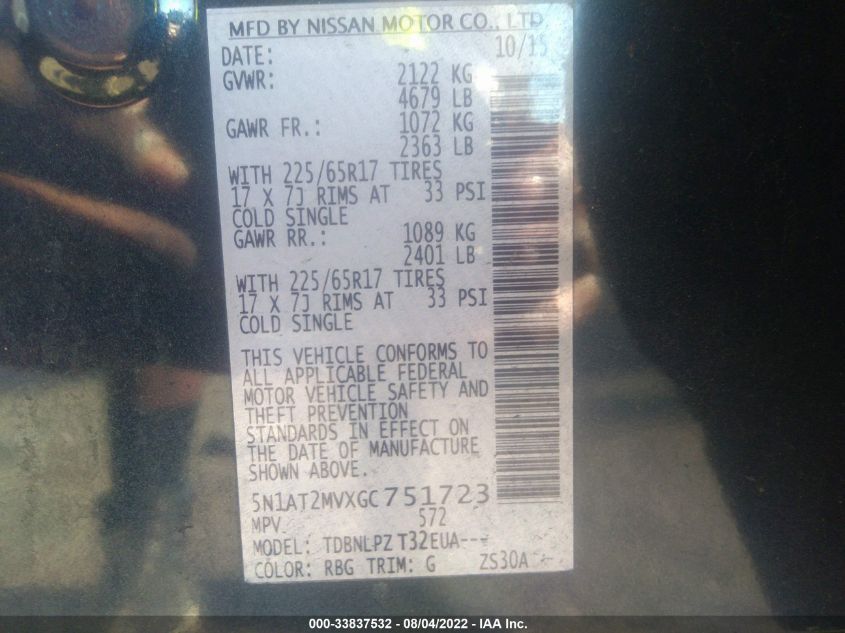 MFD BY NISSAN MOTOR CO., LTD
DATE: 10/15
GVWR: 2122 KG
4679 LB
GAWR FR.: 1072 KG
2363 LB
WITH 225/65R17 TIRES
17 X 7J RIMS AT 33 PSI
COLD SINGLE
GAWR RR.: 1089 KG
2401 LB
WITH 225/65R17 TIRES
17 X 7J RIMS AT 33 PSI
COLD SINGLE
THIS VEHICLE CONFORMS TO
ALL APPLICABLE FEDERAL
MOTOR VEHICLE SAFETY AND
THEFT PREVENTION
STANDARDS IN EFFECT ON
THE DATE OF MANUFACTURE
SHOWN ABOVE.
5N1AT2MVXGC751723
MPV 572
MODEL: TDBNLPZ T32EUA---
COLOR: RBG TRIM: G ZS30A
000-33837532 - 08/04/2022 - IAA Inc.